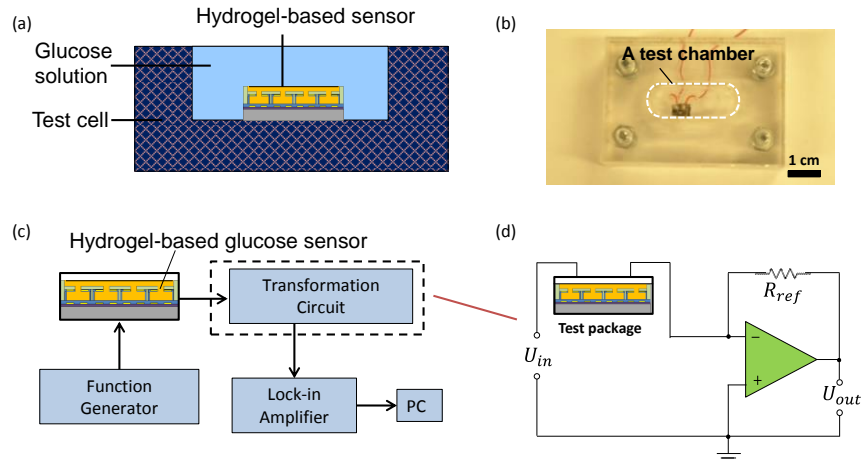 (a)
Hydrogel-based sensor
Glucose
solution
Test cell
(b)
A test chamber
1 cm
(c)
Hydrogel-based glucose sensor
Transformation
Circuit
Function
Generator
Lock-in
Amplifier
PC
(d)
Test package
R_ref
U_in
−
+
U_out